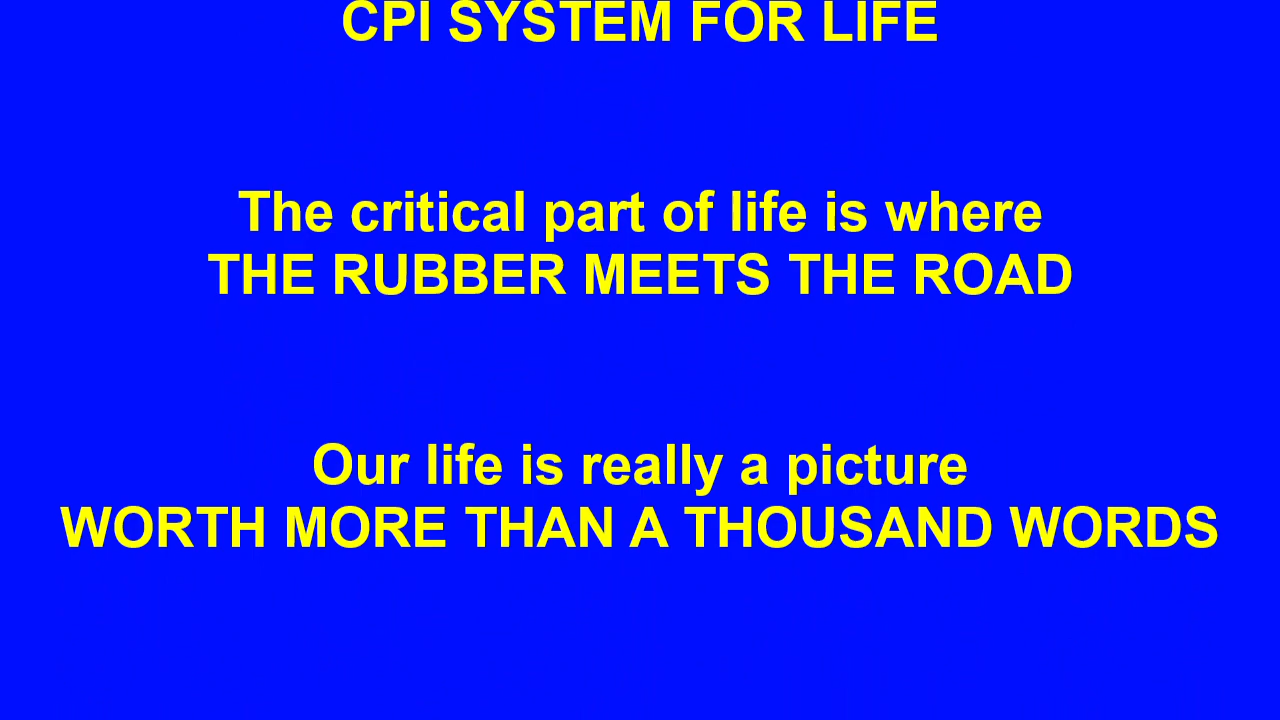 CPI SYSTEM FOR LIFE
The critical part of life is where
THE RUBBER MEETS THE ROAD
Our life is really a picture
WORTH MORE THAN A THOUSAND WORDS